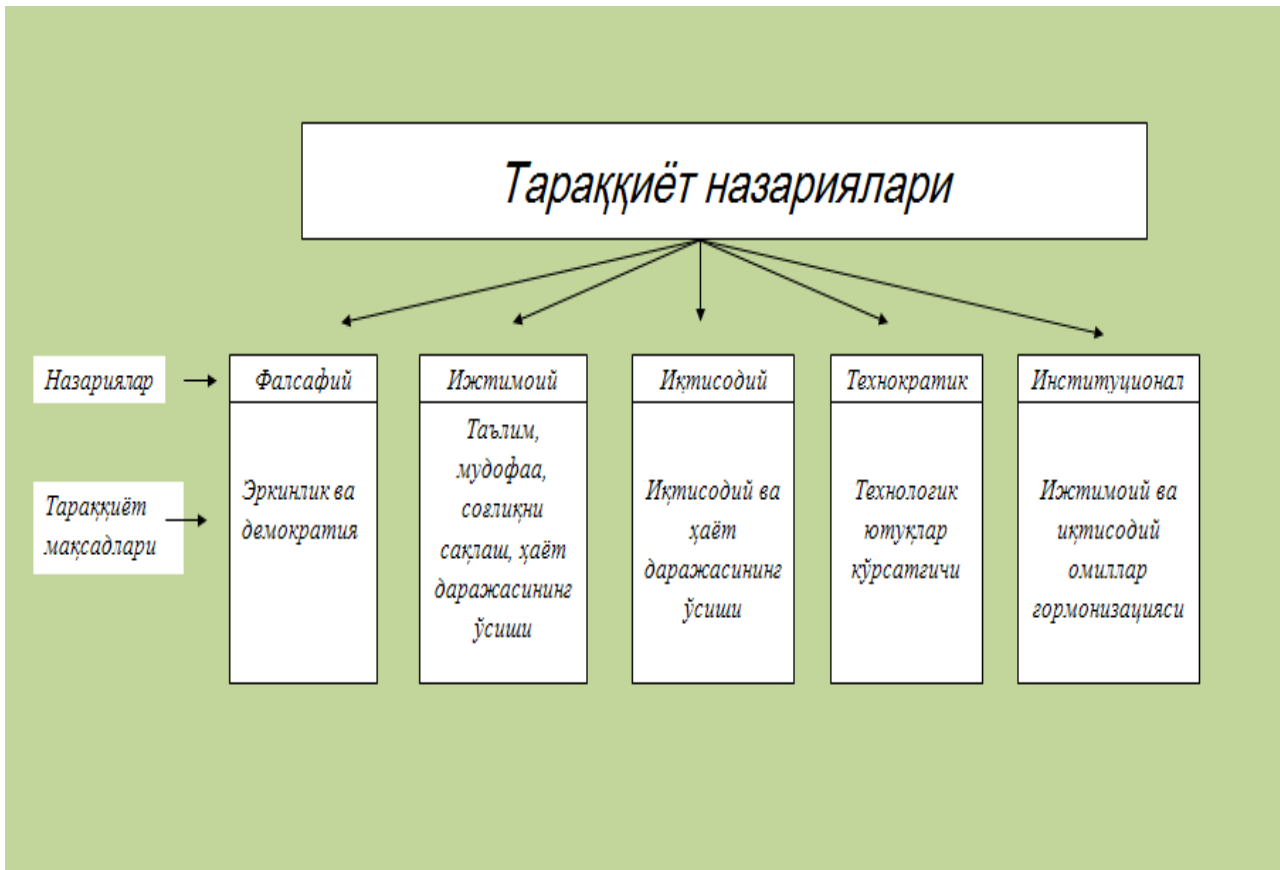 Тараққиёт назариялари
Назариялар
Фалсафий
Ижтимоий
Иқтисодий
Технократик
Институционал
Тараққиёт
мақсадлари
Эркинлик ва
демократия
Таълим,
мудофаа,
соғлиқни
сақлаш, ҳаёт
даражасининг
ўсиши
Иқтисодий ва
ҳаёт
даражасининг
ўсиши
Технологик
ютуқлар
кўрсатгичи
Ижтимоий ва
иқтисодий
омиллар
гормонизацияси